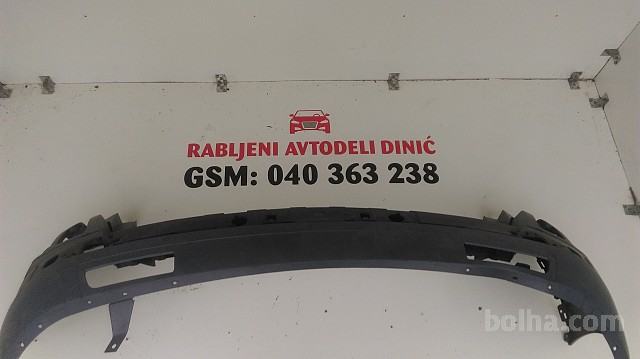 RABLJENI AVTODELI DINIĆ
GSM: 040 363 238
bolha.com